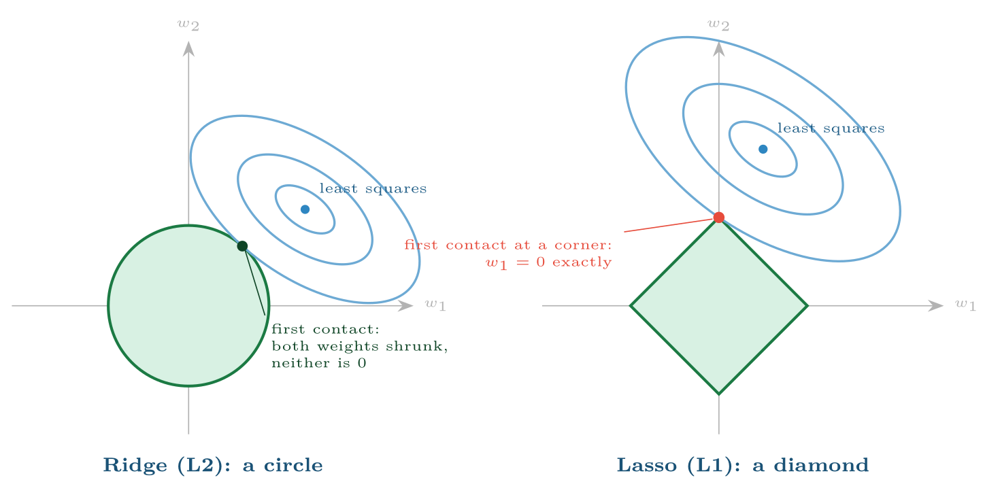 w₂
least squares
w₁
first contact:
both weights shrunk,
neither is 0
Ridge (L2): a circle
w₂
least squares
first contact at a corner:
w₁ = 0 exactly
w₁
Lasso (L1): a diamond